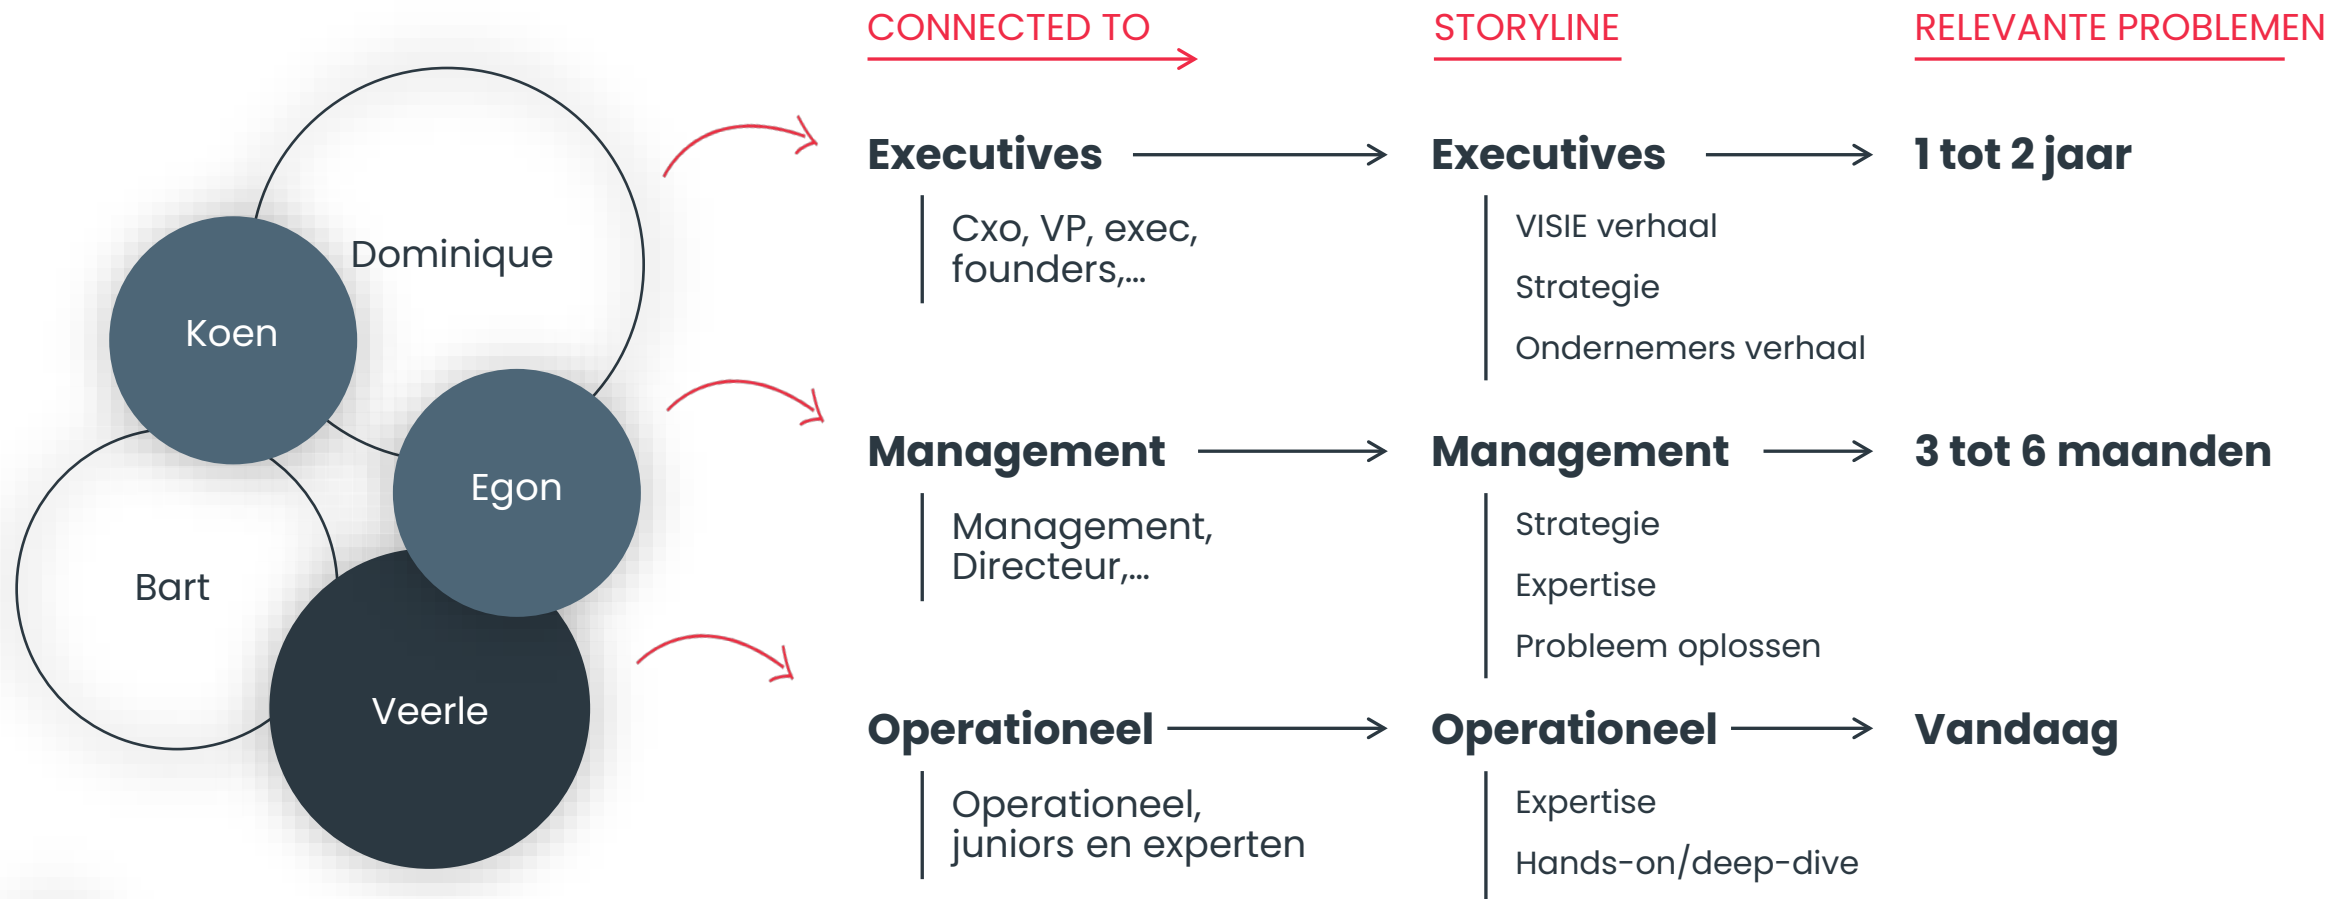 CONNECTED TO
STORYLINE
RELEVANTE PROBLEMEN
Dominique
Koen
Egon
Bart
Veerle
Executives
Cxo, VP, exec,
founders,...
Executives
VISIE verhaal
Strategie
Ondernemers verhaal
1 tot 2 jaar
Management
Management,
Directeur,...
Management
Strategie
Expertise
Probleem oplossen
3 tot 6 maanden
Operationeel
Operationeel,
juniors en experten
Operationeel
Expertise
Hands-on/deep-dive
Vandaag